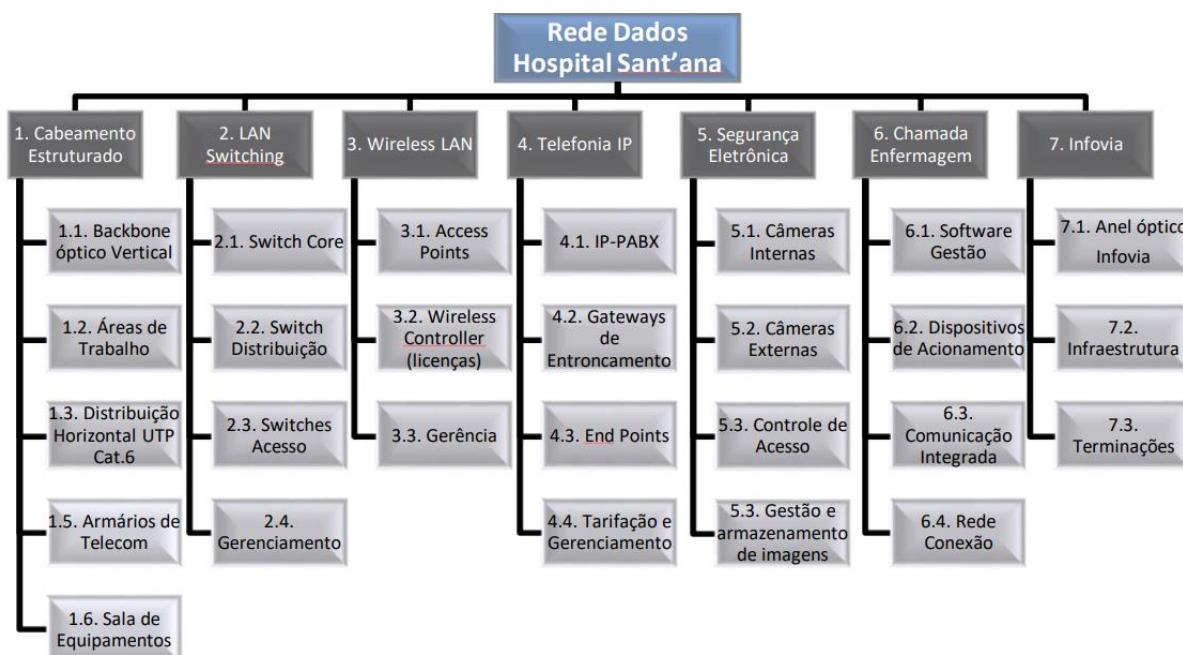 Rede Dados
Hospital Sant'ana
1. Cabeamento
Estruturado
2. LAN
Switching
3. Wireless LAN
4. Telefonia IP
5. Segurança
Eletrônica
6. Chamada
Enfermagem
7. Infovia
1.1. Backbone
óptico Vertical
2.1. Switch Core
3.1. Access
Points
4.1. IP-PABX
5.1. Câmeras
Internas
6.1. Software
Gestão
7.1. Anel óptico
Infovia
1.2. Áreas de
Trabalho
2.2. Switch
Distribuição
3.2. Wireless
Controller
(licenças)
4.2. Gateways
de
Entroncamento
5.2. Câmeras
Externas
6.2. Dispositivos
de Acionamento
7.2.
Infraestrutura
1.3. Distribuição
Horizontal UTP
Cat.6
2.3. Switches
Acesso
3.3. Gerência
4.3. End Points
5.3. Controle de
Acesso
6.3.
Comunicação
Integrada
7.3.
Terminações
1.5. Armários de
Telecom
2.4.
Gerenciamento
4.4. Tarifação e
Gerenciamento
5.3. Gestão e
armazenamento
de imagens
6.4. Rede
Conexão
1.6. Sala de
Equipamentos